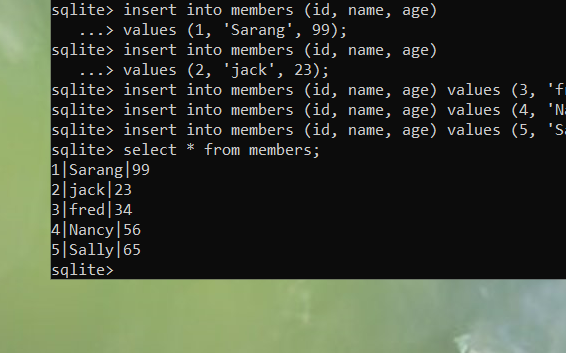 sqlite> insert into members (id, name, age)
   ...> values (1, 'Sarang', 99);
sqlite> insert into members (id, name, age)
   ...> values (2, 'jack', 23);
sqlite> insert into members (id, name, age) values (3, 'fr
sqlite> insert into members (id, name, age) values (4, 'Na
sqlite> insert into members (id, name, age) values (5, 'Sa
sqlite> select * from members;
1|Sarang|99
2|jack|23
3|fred|34
4|Nancy|56
5|Sally|65
sqlite>